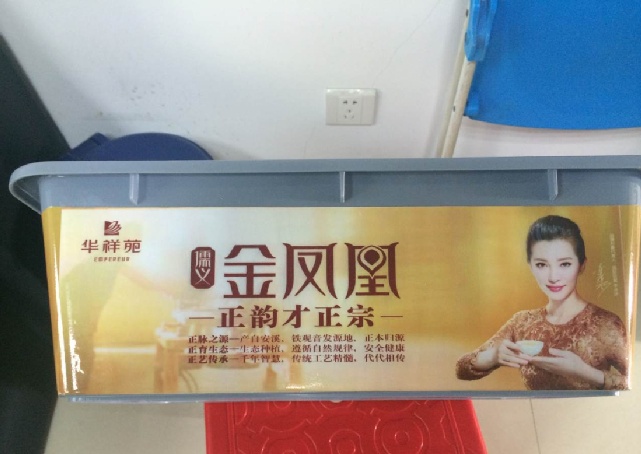 华祥苑
儒义
金凤凰
正韵才正宗
正脉之源—产自安溪，铁观音发源地，正本归源
正育生态—生态种植，遵循自然规律，安全健康
正艺传承—千年智慧，传统工艺精髓，代代相传